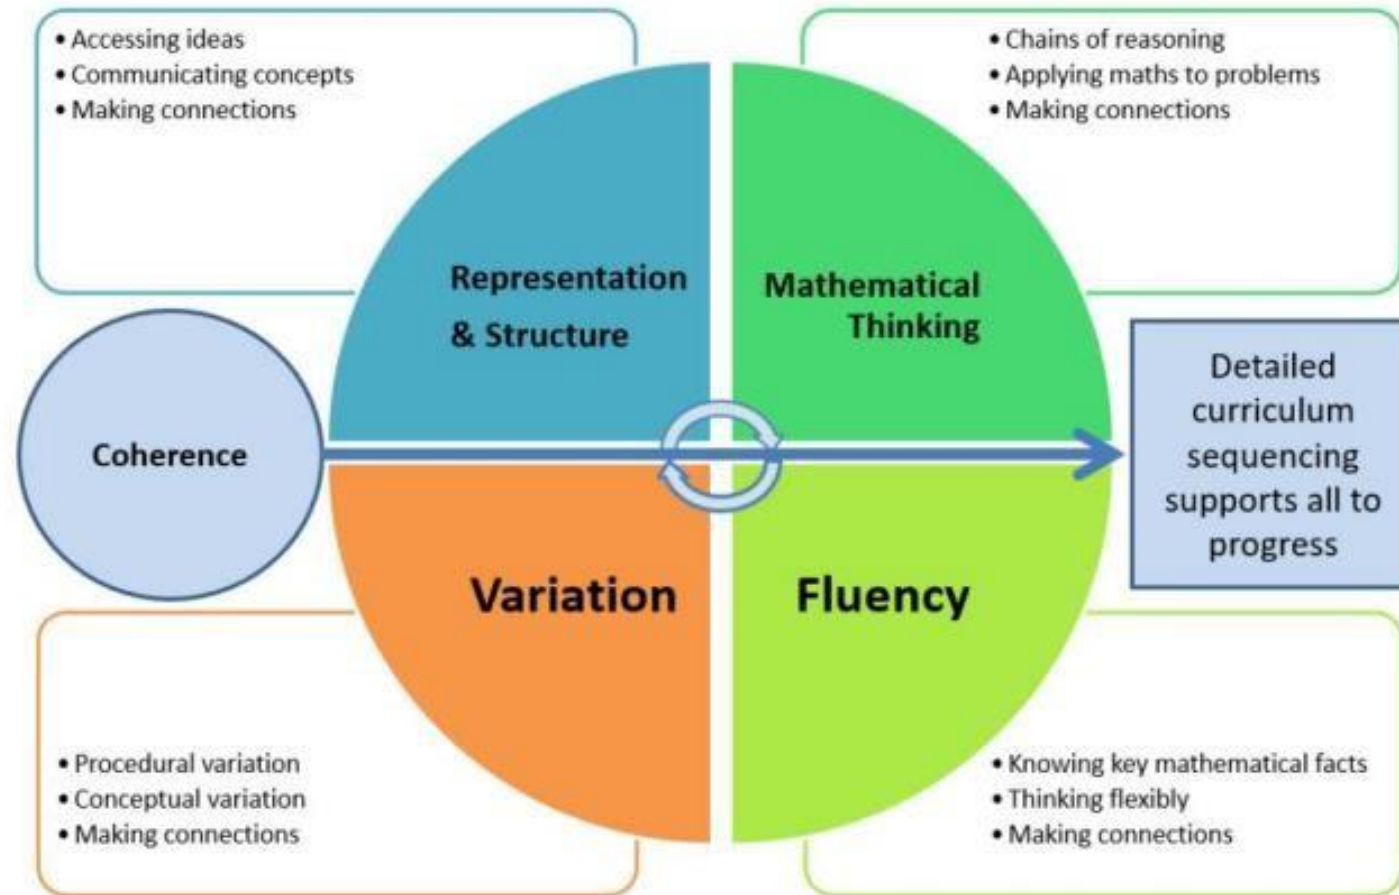 • Accessing ideas
• Communicating concepts
• Making connections
• Chains of reasoning
• Applying maths to problems
• Making connections
Representation
& Structure
Mathematical
Thinking
Coherence
Detailed
curriculum
sequencing
supports all to
progress
Variation
Fluency
• Procedural variation
• Conceptual variation
• Making connections
• Knowing key mathematical facts
• Thinking flexibly
• Making connections